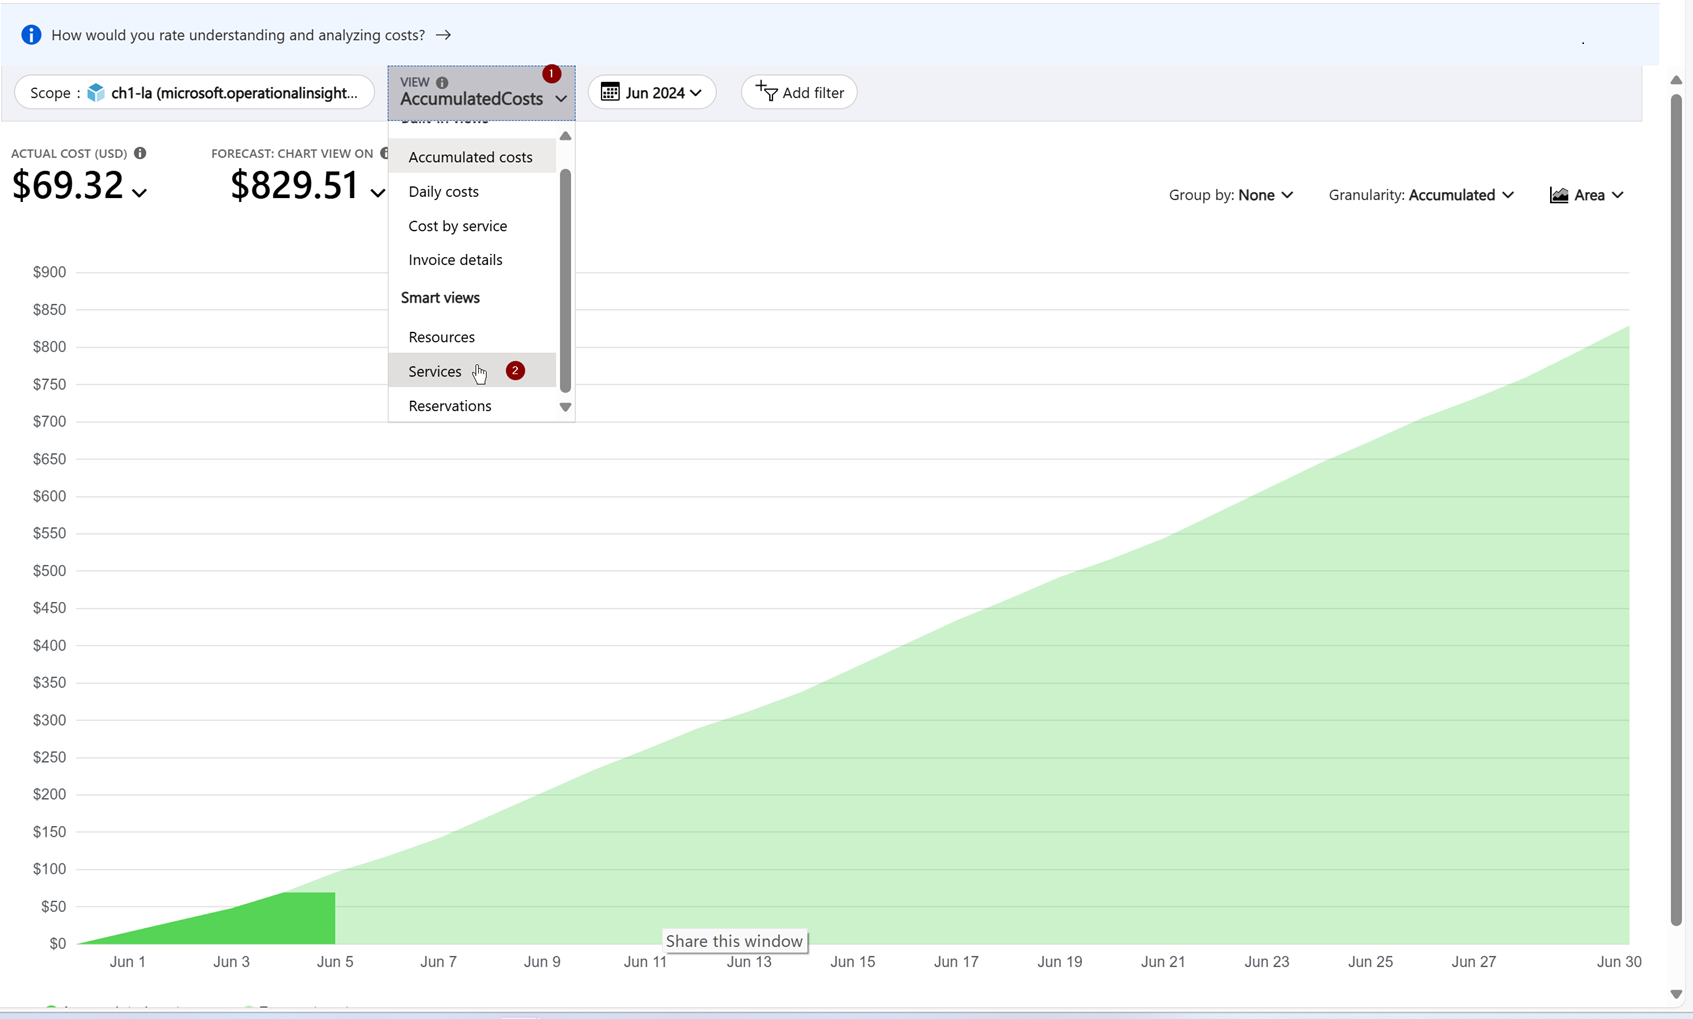 How would you rate understanding and analyzing costs? →
Scope : ch1-la (microsoft.operationalinsight...
VIEW
1
AccumulatedCosts
Jun 2024
Add filter
Built-in views
ACTUAL COST (USD)
$69.32
FORECAST: CHART VIEW ON
$829.51
Accumulated costs
Daily costs
Cost by service
Invoice details
Smart views
Resources
Services
2
Reservations
Group by: None
Granularity: Accumulated
Area
$900
$850
$800
$750
$700
$650
$600
$550
$500
$450
$400
$350
$300
$250
$200
$150
$100
$50
$0
Share this window
Jun 1
Jun 3
Jun 5
Jun 7
Jun 9
Jun 11
Jun 13
Jun 15
Jun 17
Jun 19
Jun 21
Jun 23
Jun 25
Jun 27
Jun 30